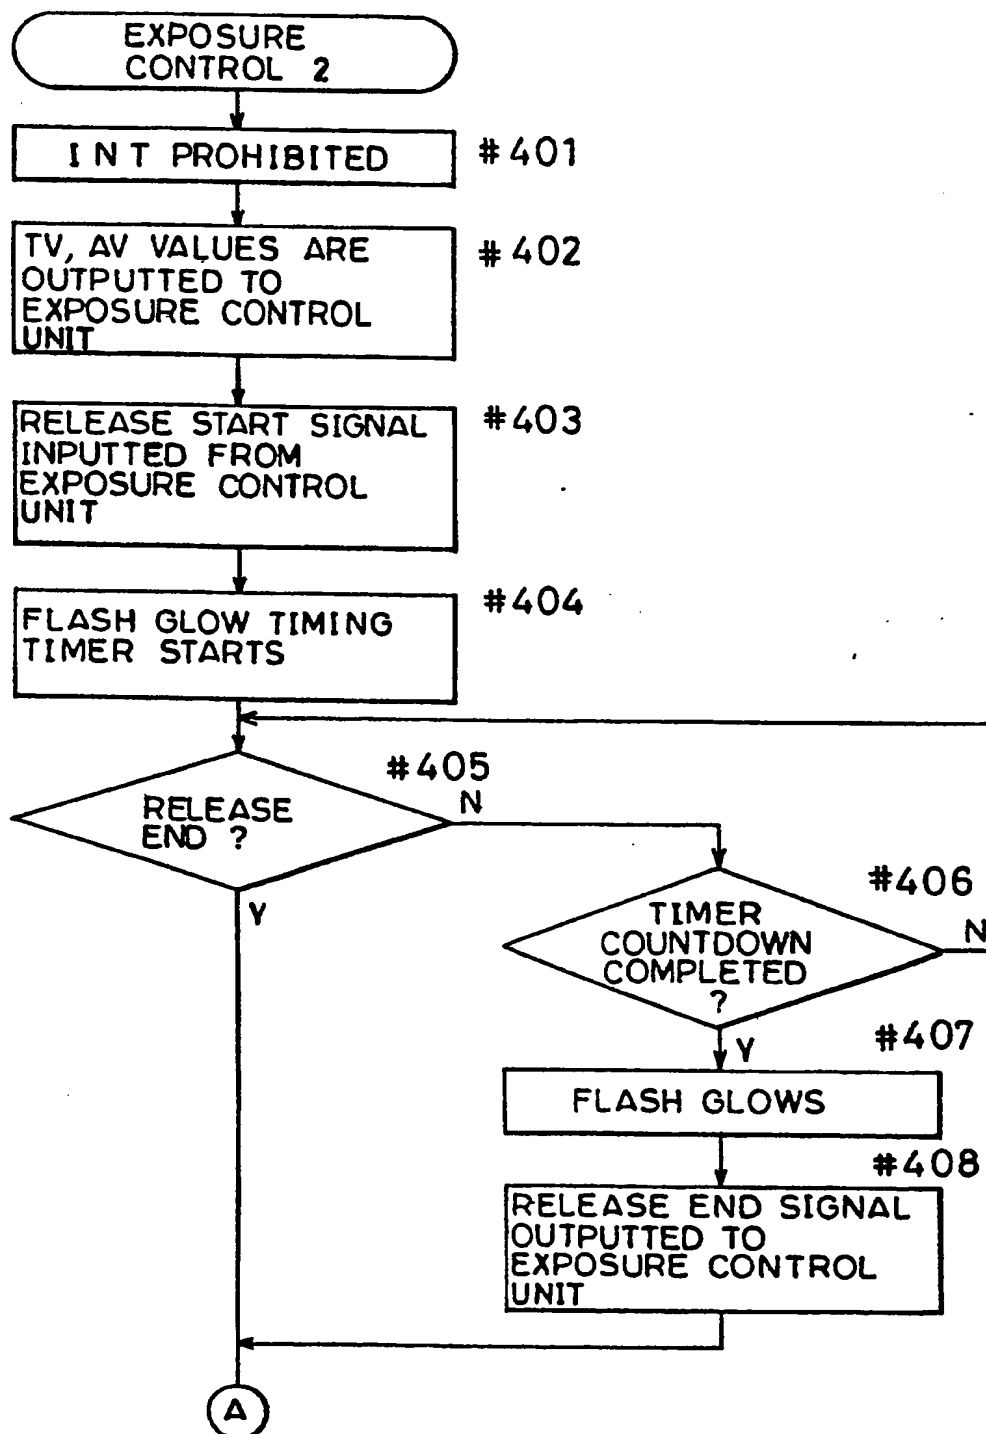 EXPOSURE
CONTROL 2
INT PROHIBITED
#401
TV, AV VALUES ARE
OUTPUTTED TO
EXPOSURE CONTROL
UNIT
#402
RELEASE START SIGNAL
INPUTTED FROM
EXPOSURE CONTROL
UNIT
#403
FLASH GLOW TIMING
TIMER STARTS
#404
#405
RELEASE
END ?
N
Y
#406
TIMER
COUNTDOWN
COMPLETED
?
N
Y
#407
FLASH GLOWS
#408
RELEASE END SIGNAL
OUTPUTTED TO
EXPOSURE CONTROL
UNIT
A